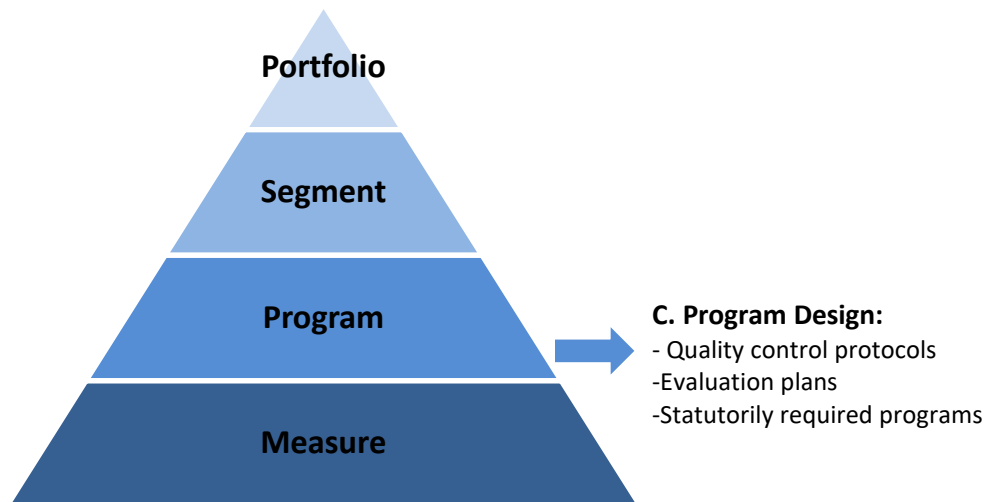 Portfolio
Segment
Program
Measure
C. Program Design:
- Quality control protocols
-Evaluation plans
-Statutorily required programs